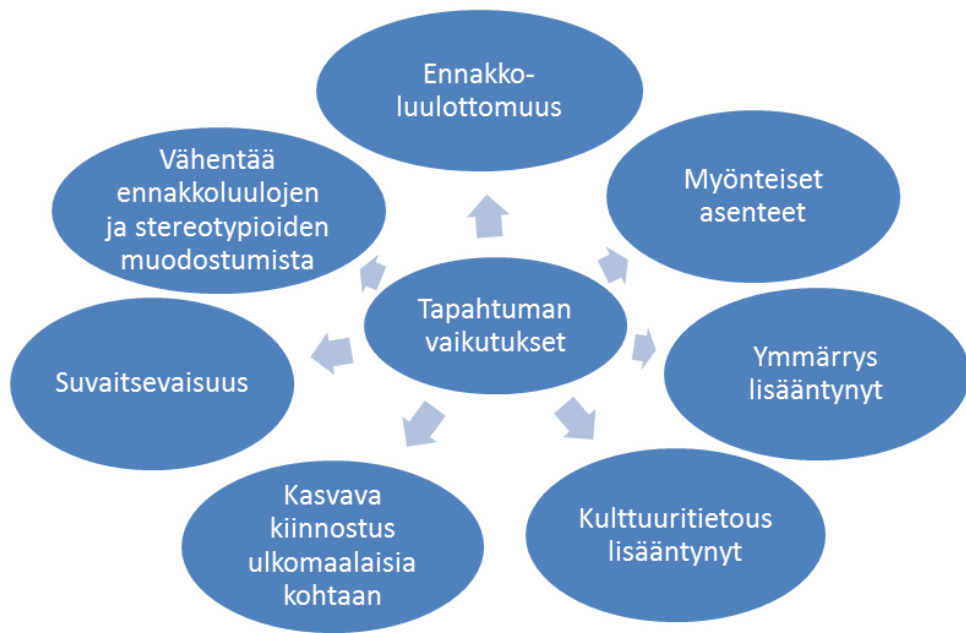 Ennakko-
luulottomuus
Myönteiset
asenteet
Ymmärrys
lisääntynyt
Kulttuuritietous
lisääntynyt
Kasvava
kiinnostus
ulkomaalaisia
kohtaan
Suvaitsevaisuus
Vähentää
ennakkoluulojen
ja stereotypioiden
muodostumista
Tapahtuman
vaikutukset